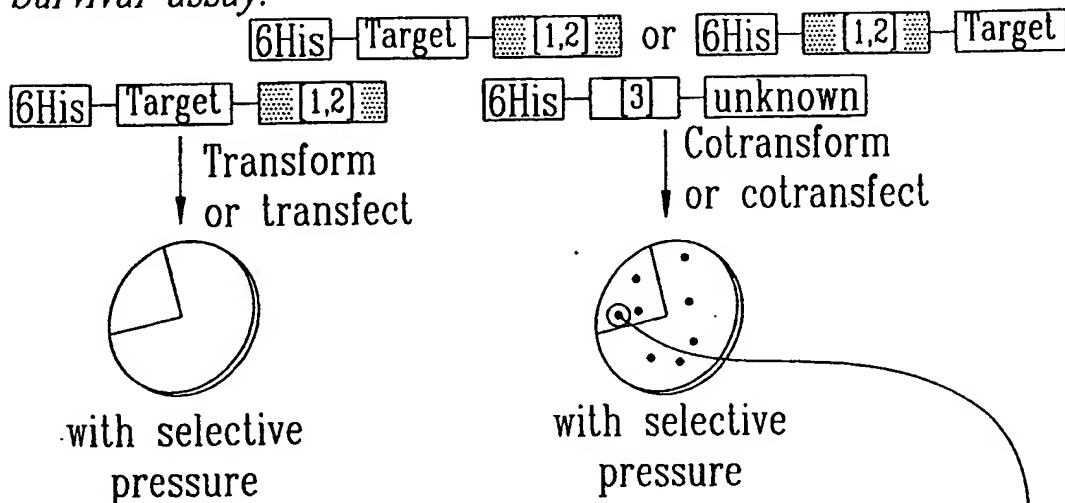 Survival assay:
6His Target [1,2] or 6His [1,2] Target
6His Target [1,2] 6His [3] unknown
Transform
or transfect
Cotransform
or cotransfect
with selective
pressure
with selective
pressure